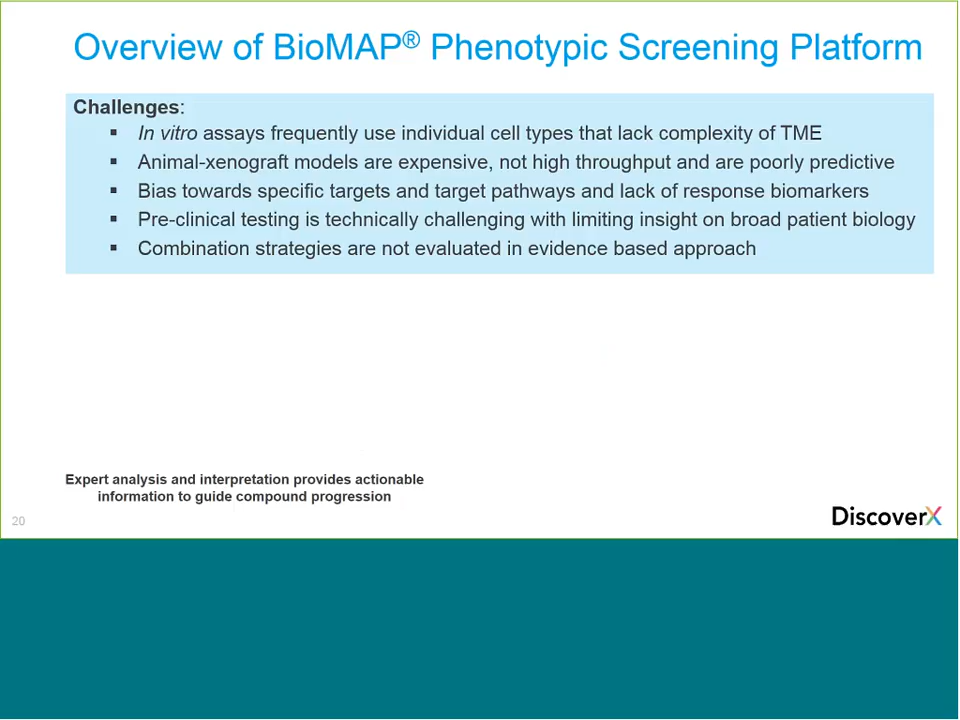 Overview of BioMAP® Phenotypic Screening Platform
Challenges:
▪ In vitro assays frequently use individual cell types that lack complexity of TME
▪ Animal-xenograft models are expensive, not high throughput and are poorly predictive
▪ Bias towards specific targets and target pathways and lack of response biomarkers
▪ Pre-clinical testing is technically challenging with limiting insight on broad patient biology
▪ Combination strategies are not evaluated in evidence based approach
Expert analysis and interpretation provides actionable
information to guide compound progression
20
DiscoverX